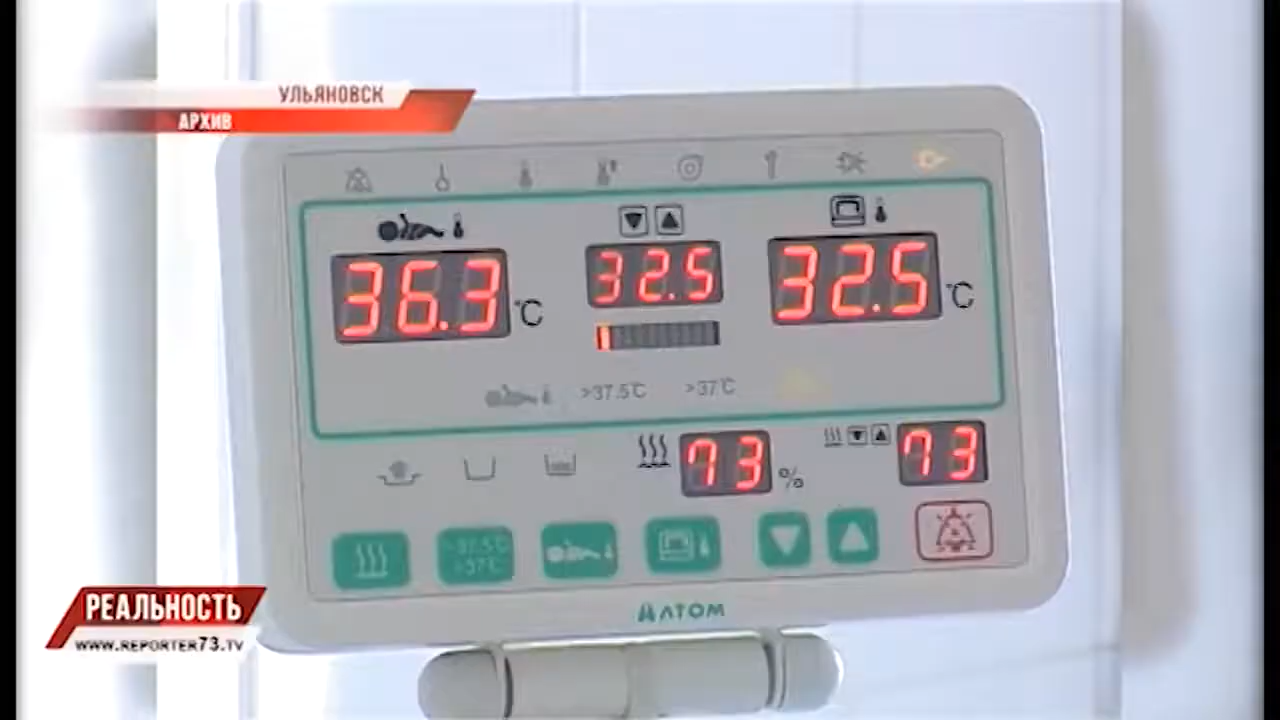 УЛЬЯНОВСК
АРХИВ
36.3 °C
32.5
32.5 °C
>37.5°C >37°C
73 %
73
>37.5°C
>37°C
ATOM
РЕАЛЬНОСТЬ
WWW.REPORTER73.TV